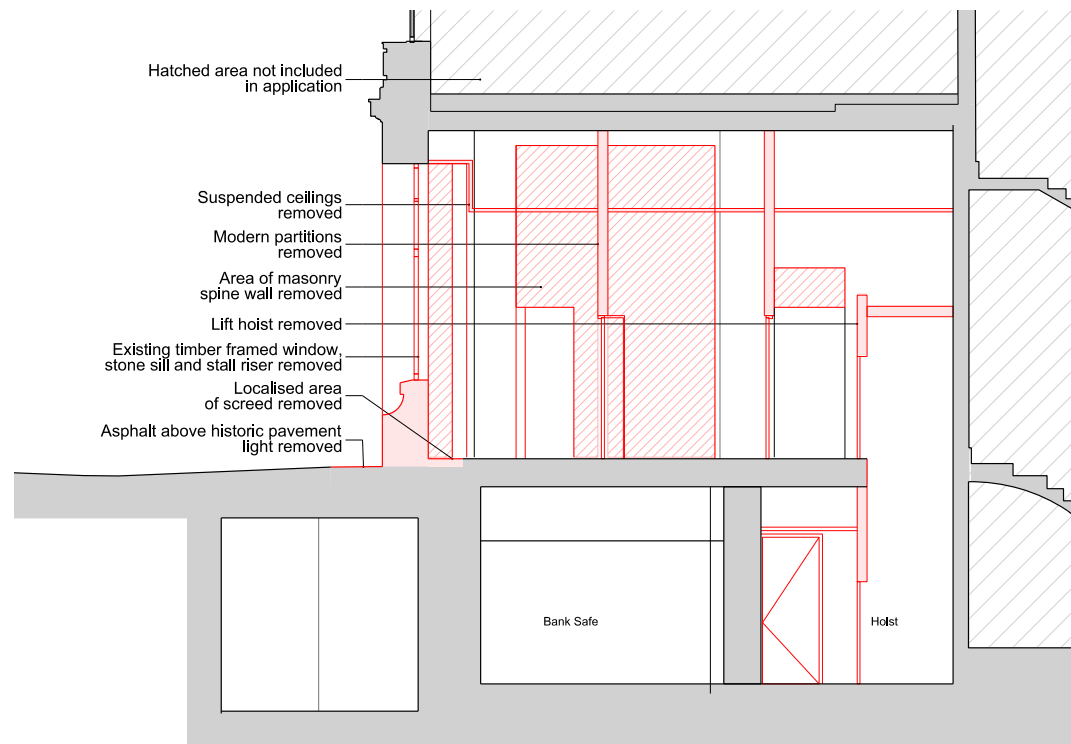 Hatched area not included
in application
Suspended ceilings
removed
Modern partitions
removed
Area of masonry
spine wall removed
Lift hoist removed
Existing timber framed window,
stone sill and stall riser removed
Localised area
of screed removed
Asphalt above historic pavement
light removed
Bank Safe
Hoist